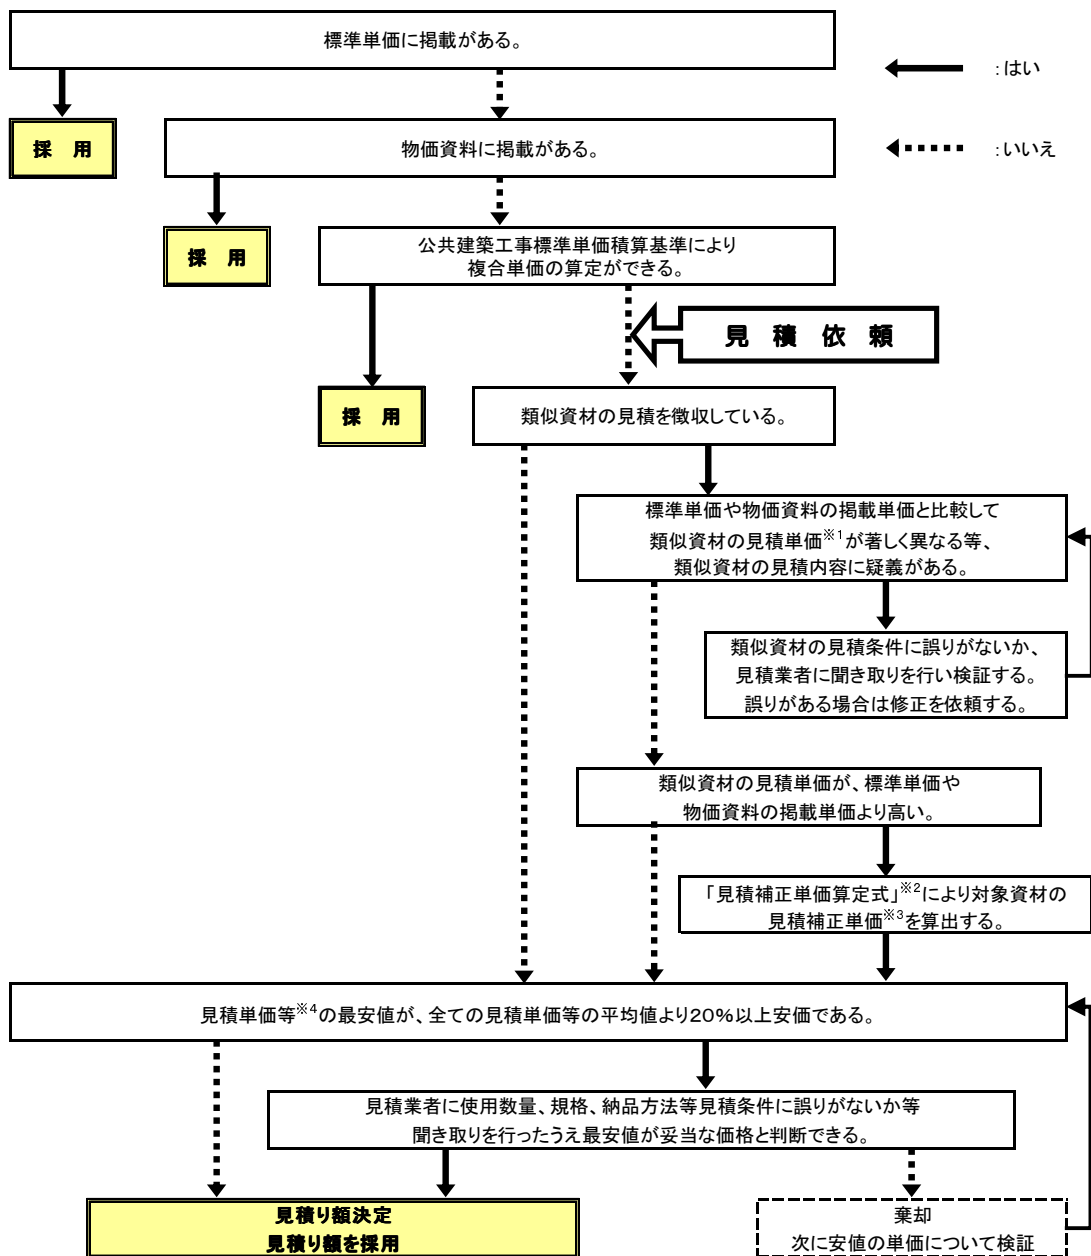 標準単価に掲載がある。
:はい
採 用
物価資料に掲載がある。
:いいえ
採 用
公共建築工事標準単価積算基準により
複合単価の算定ができる。
見 積 依 頼
採 用
類似資材の見積を徴収している。
標準単価や物価資料の掲載単価と比較して
類似資材の見積単価※1が著しく異なる等、
類似資材の見積内容に疑義がある。
類似資材の見積条件に誤りがないか、
見積業者に聞き取りを行い検証する。
誤りがある場合は修正を依頼する。
類似資材の見積単価が、標準単価や
物価資料の掲載単価より高い。
「見積補正単価算定式」※2により対象資材の
見積補正単価※3を算出する。
見積単価等※4の最安値が、全ての見積単価等の平均値より20%以上安価である。
見積業者に使用数量、規格、納品方法等見積条件に誤りがないか等
聞き取りを行ったうえ最安値が妥当な価格と判断できる。
見積り額決定
見積り額を採用
棄却
次に安値の単価について検証